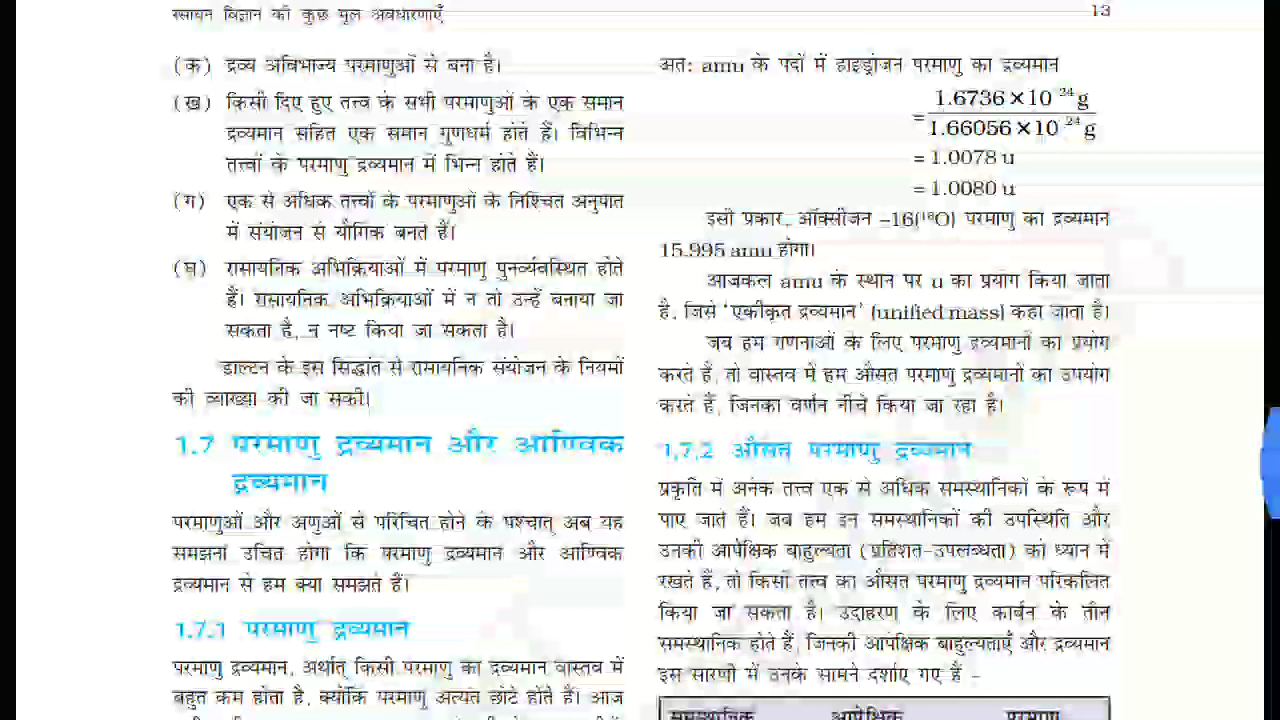 रसायन विज्ञान की कुछ मूल अवधारणाएँ
13
(क) द्रव्य अविभाज्य परमाणुओं से बना है।
(ख) किसी दिए हुए तत्त्व के सभी परमाणुओं के एक समान
द्रव्यमान सहित एक समान गुणधर्म होते हैं। विभिन्न
तत्त्वों के परमाणु द्रव्यमान में भिन्न होते हैं।
(ग) एक से अधिक तत्त्वों के परमाणुओं के निश्चित अनुपात
में संयोजन से यौगिक बनते हैं।
(घ) रासायनिक अभिक्रियाओं में परमाणु पुनर्व्यवस्थित होते
हैं। रासायनिक अभिक्रियाओं में न तो उन्हें बनाया जा
सकता है, न नष्ट किया जा सकता है।
डाल्टन के इस सिद्धांत से रासायनिक संयोजन के नियमों
की व्याख्या की जा सकी।
1.7 परमाणु द्रव्यमान और आण्विक
द्रव्यमान
परमाणुओं और अणुओं से परिचित होने के पश्चात् अब यह
समझना उचित होगा कि परमाणु द्रव्यमान और आण्विक
द्रव्यमान से हम क्या समझते हैं।
1.7.1 परमाणु द्रव्यमान
परमाणु द्रव्यमान, अर्थात् किसी परमाणु का द्रव्यमान वास्तव में
बहुत कम होता है, क्योंकि परमाणु अत्यंत छोटे होते हैं। आज
अत: amu के पदों में हाइड्रोजन परमाणु का द्रव्यमान
1.6736 × 10 24 g
=
1.66056 × 10 24 g
= 1.0078 u
= 1.0080 u
इसी प्रकार, ऑक्सीजन –16(¹⁶O) परमाणु का द्रव्यमान
15.995 amu होगा।
आजकल amu के स्थान पर u का प्रयोग किया जाता
है, जिसे 'एकीकृत द्रव्यमान' (unified mass) कहा जाता है।
जब हम गणनाओं के लिए परमाणु द्रव्यमानों का प्रयोग
करते हैं, तो वास्तव में हम औसत परमाणु द्रव्यमानों का उपयोग
करते हैं, जिनका वर्णन नीचे किया जा रहा है।
1.7.2 औसत परमाणु द्रव्यमान
प्रकृति में अनेक तत्त्व एक से अधिक समस्थानिकों के रूप में
पाए जाते हैं। जब हम इन समस्थानिकों की उपस्थिति और
उनकी आपेक्षिक बाहुल्यता (प्रतिशत-उपलब्धता) को ध्यान में
रखते हैं, तो किसी तत्त्व का औसत परमाणु द्रव्यमान परिकलित
किया जा सकता है। उदाहरण के लिए कार्बन के तीन
समस्थानिक होते हैं, जिनकी आपेक्षिक बाहुल्यताएँ और द्रव्यमान
इस सारणी में उनके सामने दर्शाए गए हैं –
समस्थानिक आपेक्षिक परमाणु